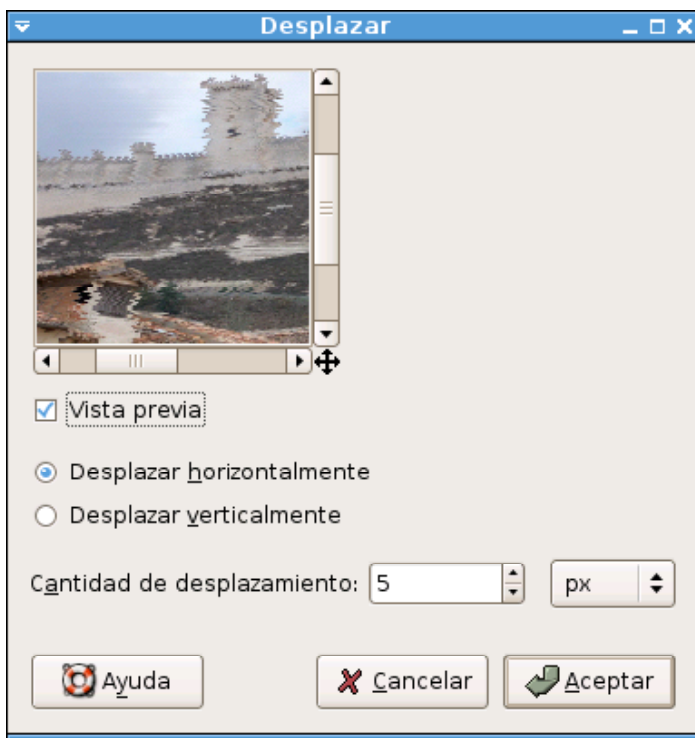 Desplazar
Vista previa
Desplazar horizontalmente
Desplazar verticalmente
Cantidad de desplazamiento: 5 px
Ayuda Cancelar Aceptar